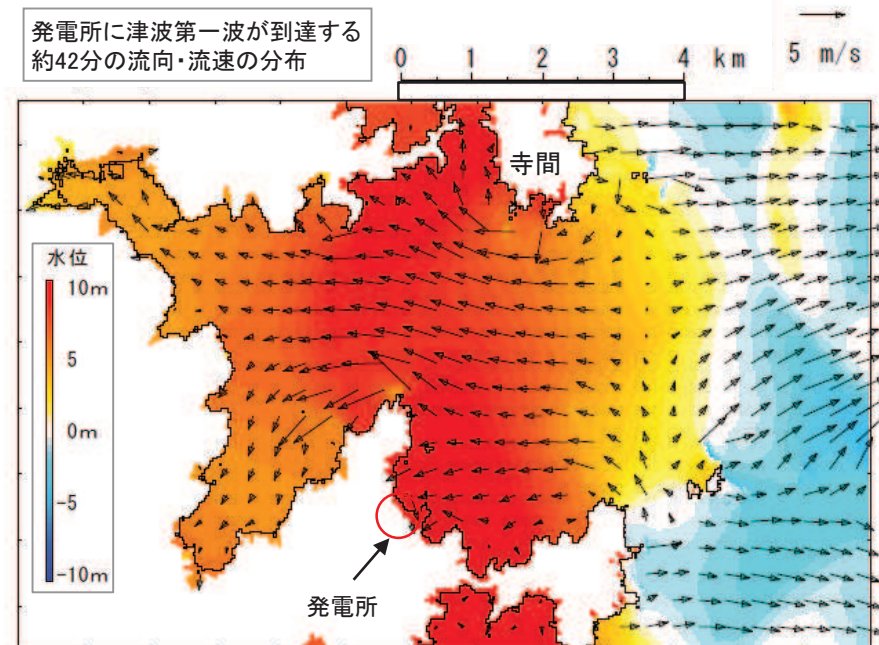 発電所に津波第一波が到達する
約42分の流向・流速の分布
0 1 2 3 4 km
5 m/s
寺間
水位
10m
5
0m
-5
-10m
発電所